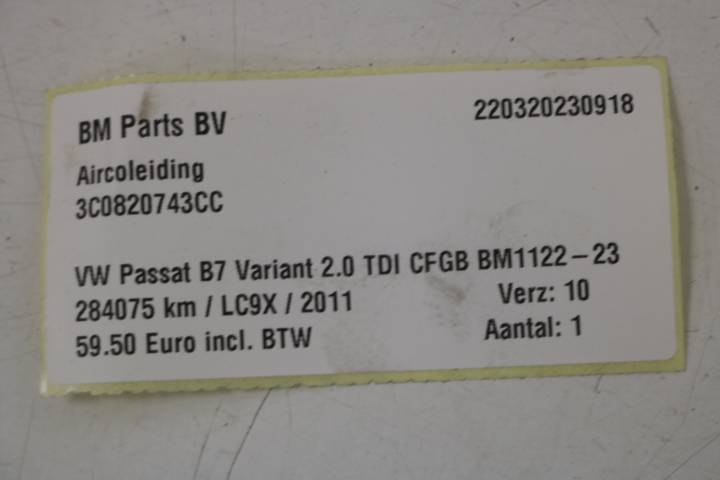 BM Parts BV 220320230918
Aircoleiding
3C0820743CC
VW Passat B7 Variant 2.0 TDI CFGB BM1122-23
284075 km / LC9X / 2011 Verz: 10
59.50 Euro incl. BTW Aantal: 1